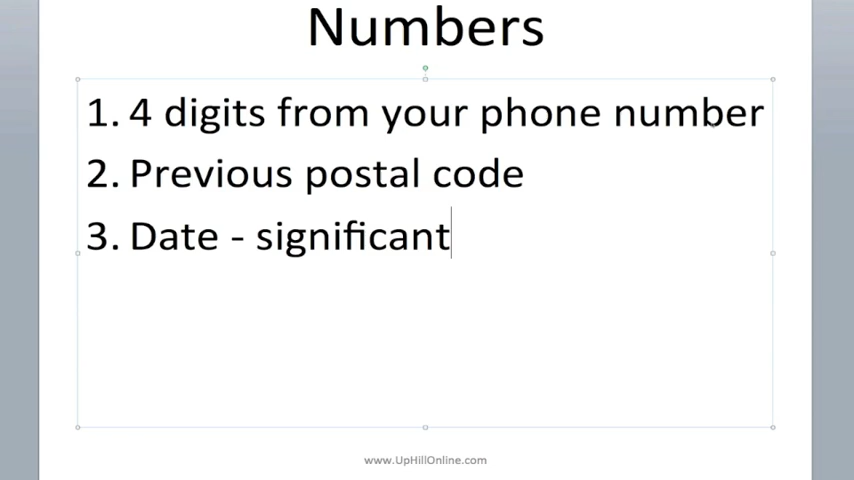 Numbers
1. 4 digits from your phone number
2. Previous postal code
3. Date - significant
www.UpHillOnline.com